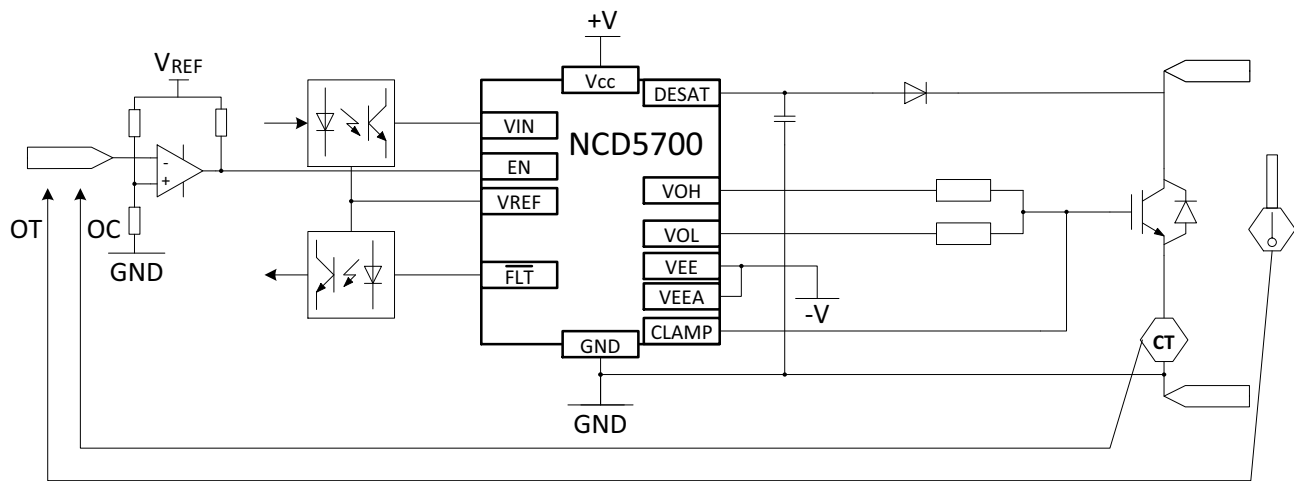 +V
VREF
Vcc
DESAT
VIN
NCD5700
-
+
EN
VOH
VREF
OT
OC
VOL
GND
FLT
VEE
VEEA
-V
CLAMP
GND
CT
GND